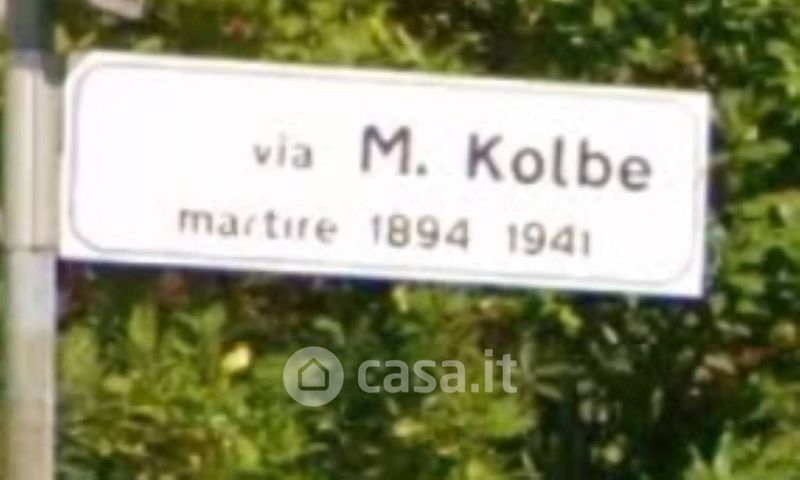 via M. Kolbe
martire 1894 1941
casa.it